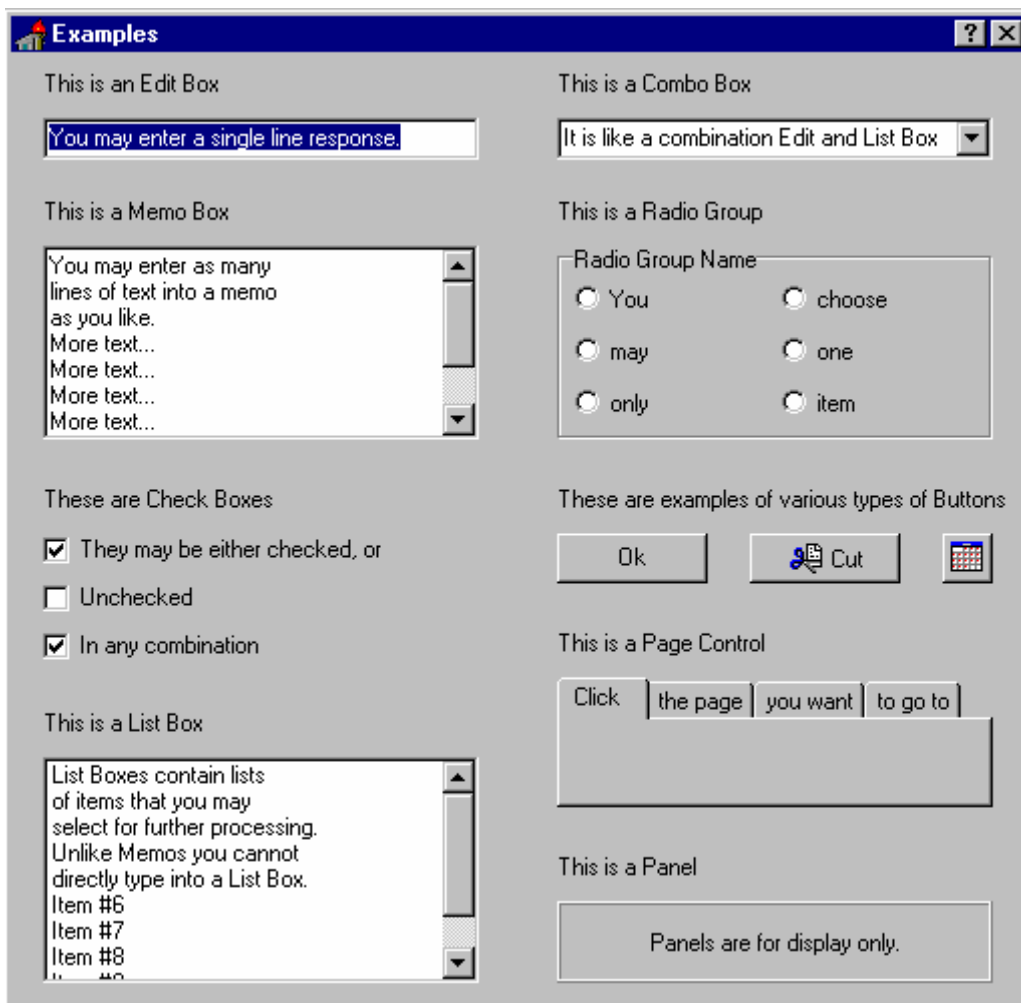 Examples
This is an Edit Box
You may enter a single line response.
This is a Memo Box
You may enter as many
lines of text into a memo
as you like.
More text...
More text...
More text...
More text...
These are Check Boxes
They may be either checked, or
Unchecked
In any combination
This is a List Box
List Boxes contain lists
of items that you may
select for further processing.
Unlike Memos you cannot
directly type into a List Box.
Item #6
Item #7
Item #8
This is a Combo Box
It is like a combination Edit and List Box
This is a Radio Group
Radio Group Name
You choose
may one
only item
These are examples of various types of Buttons
Ok Cut
This is a Page Control
Click the page you want to go to
This is a Panel
Panels are for display only.